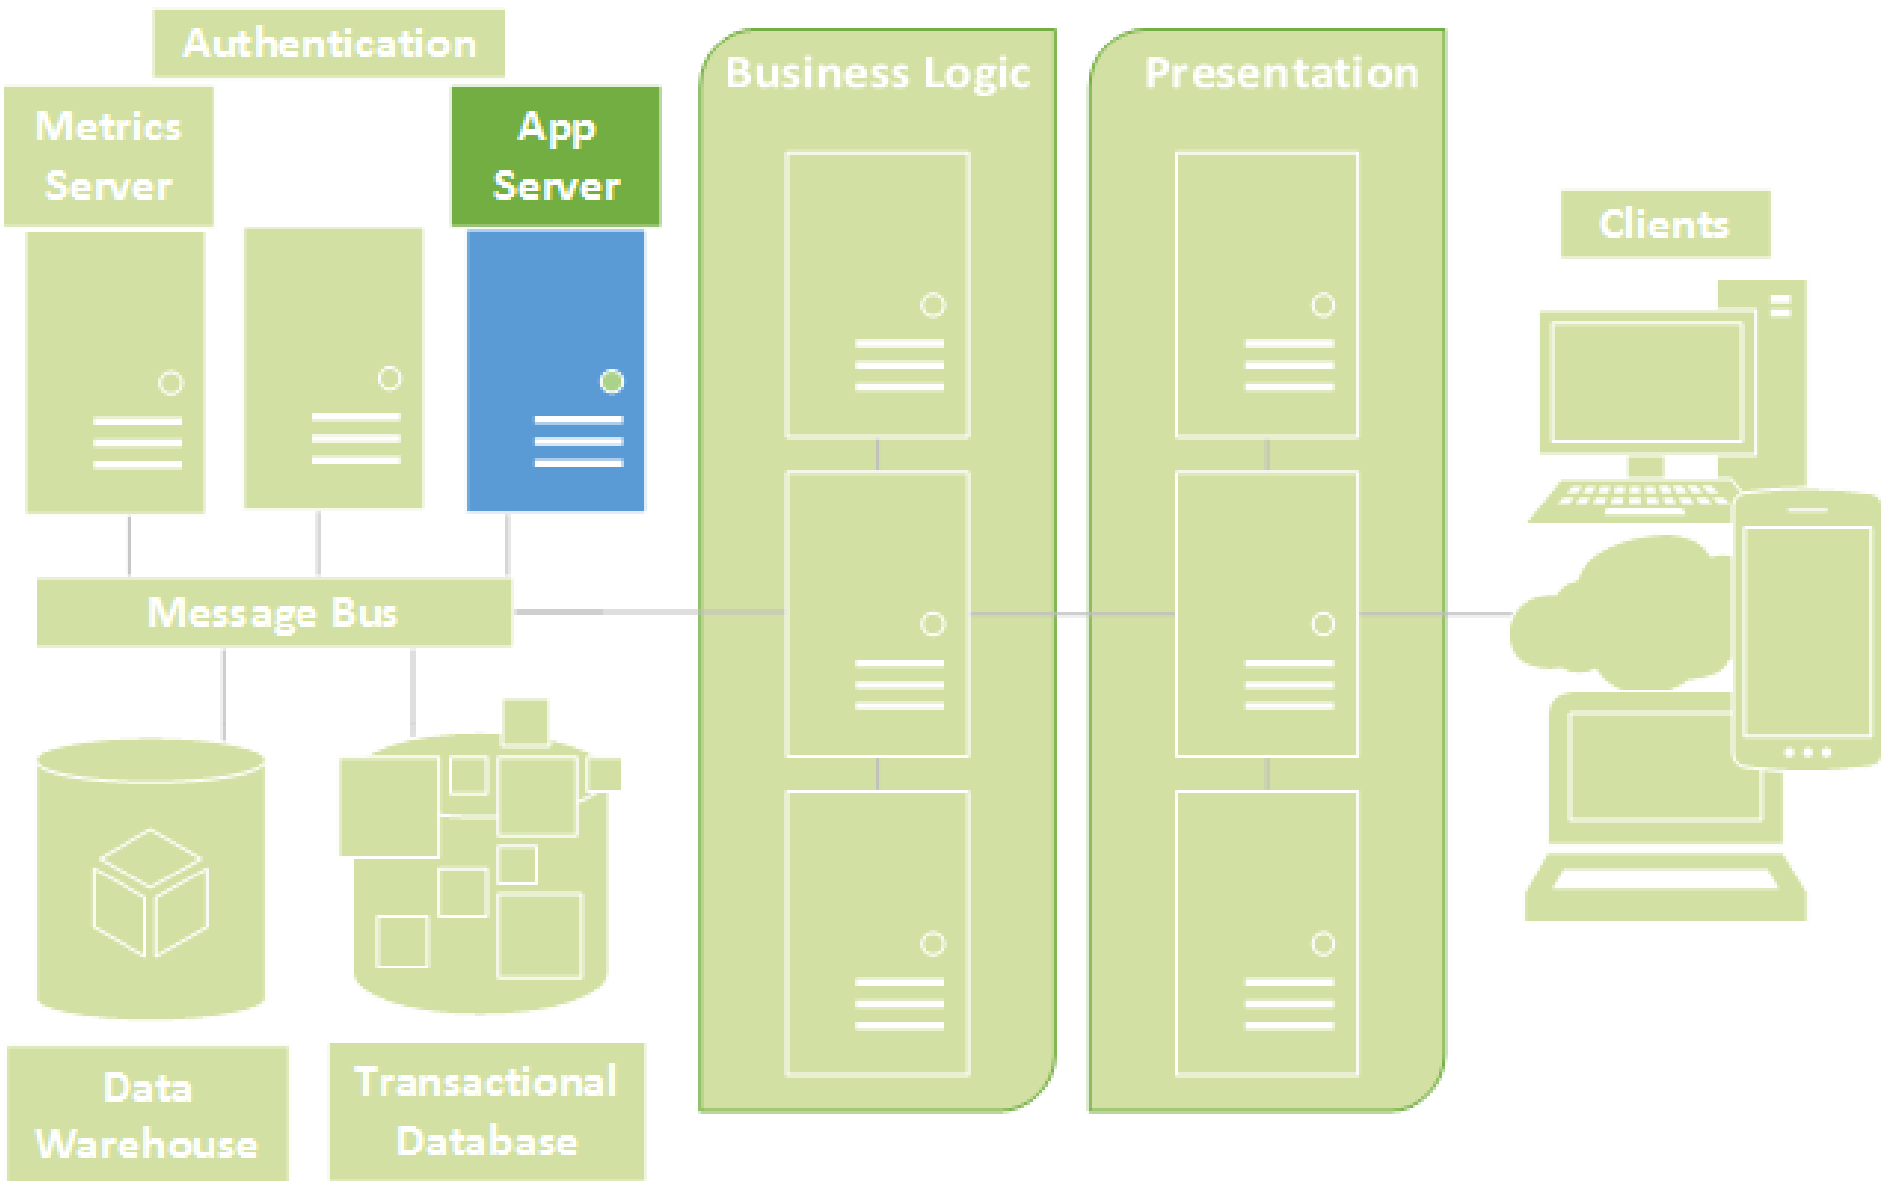 Authentication
Metrics
Server
App
Server
Business Logic
Presentation
Clients
Message Bus
Data
Warehouse
Transactional
Database